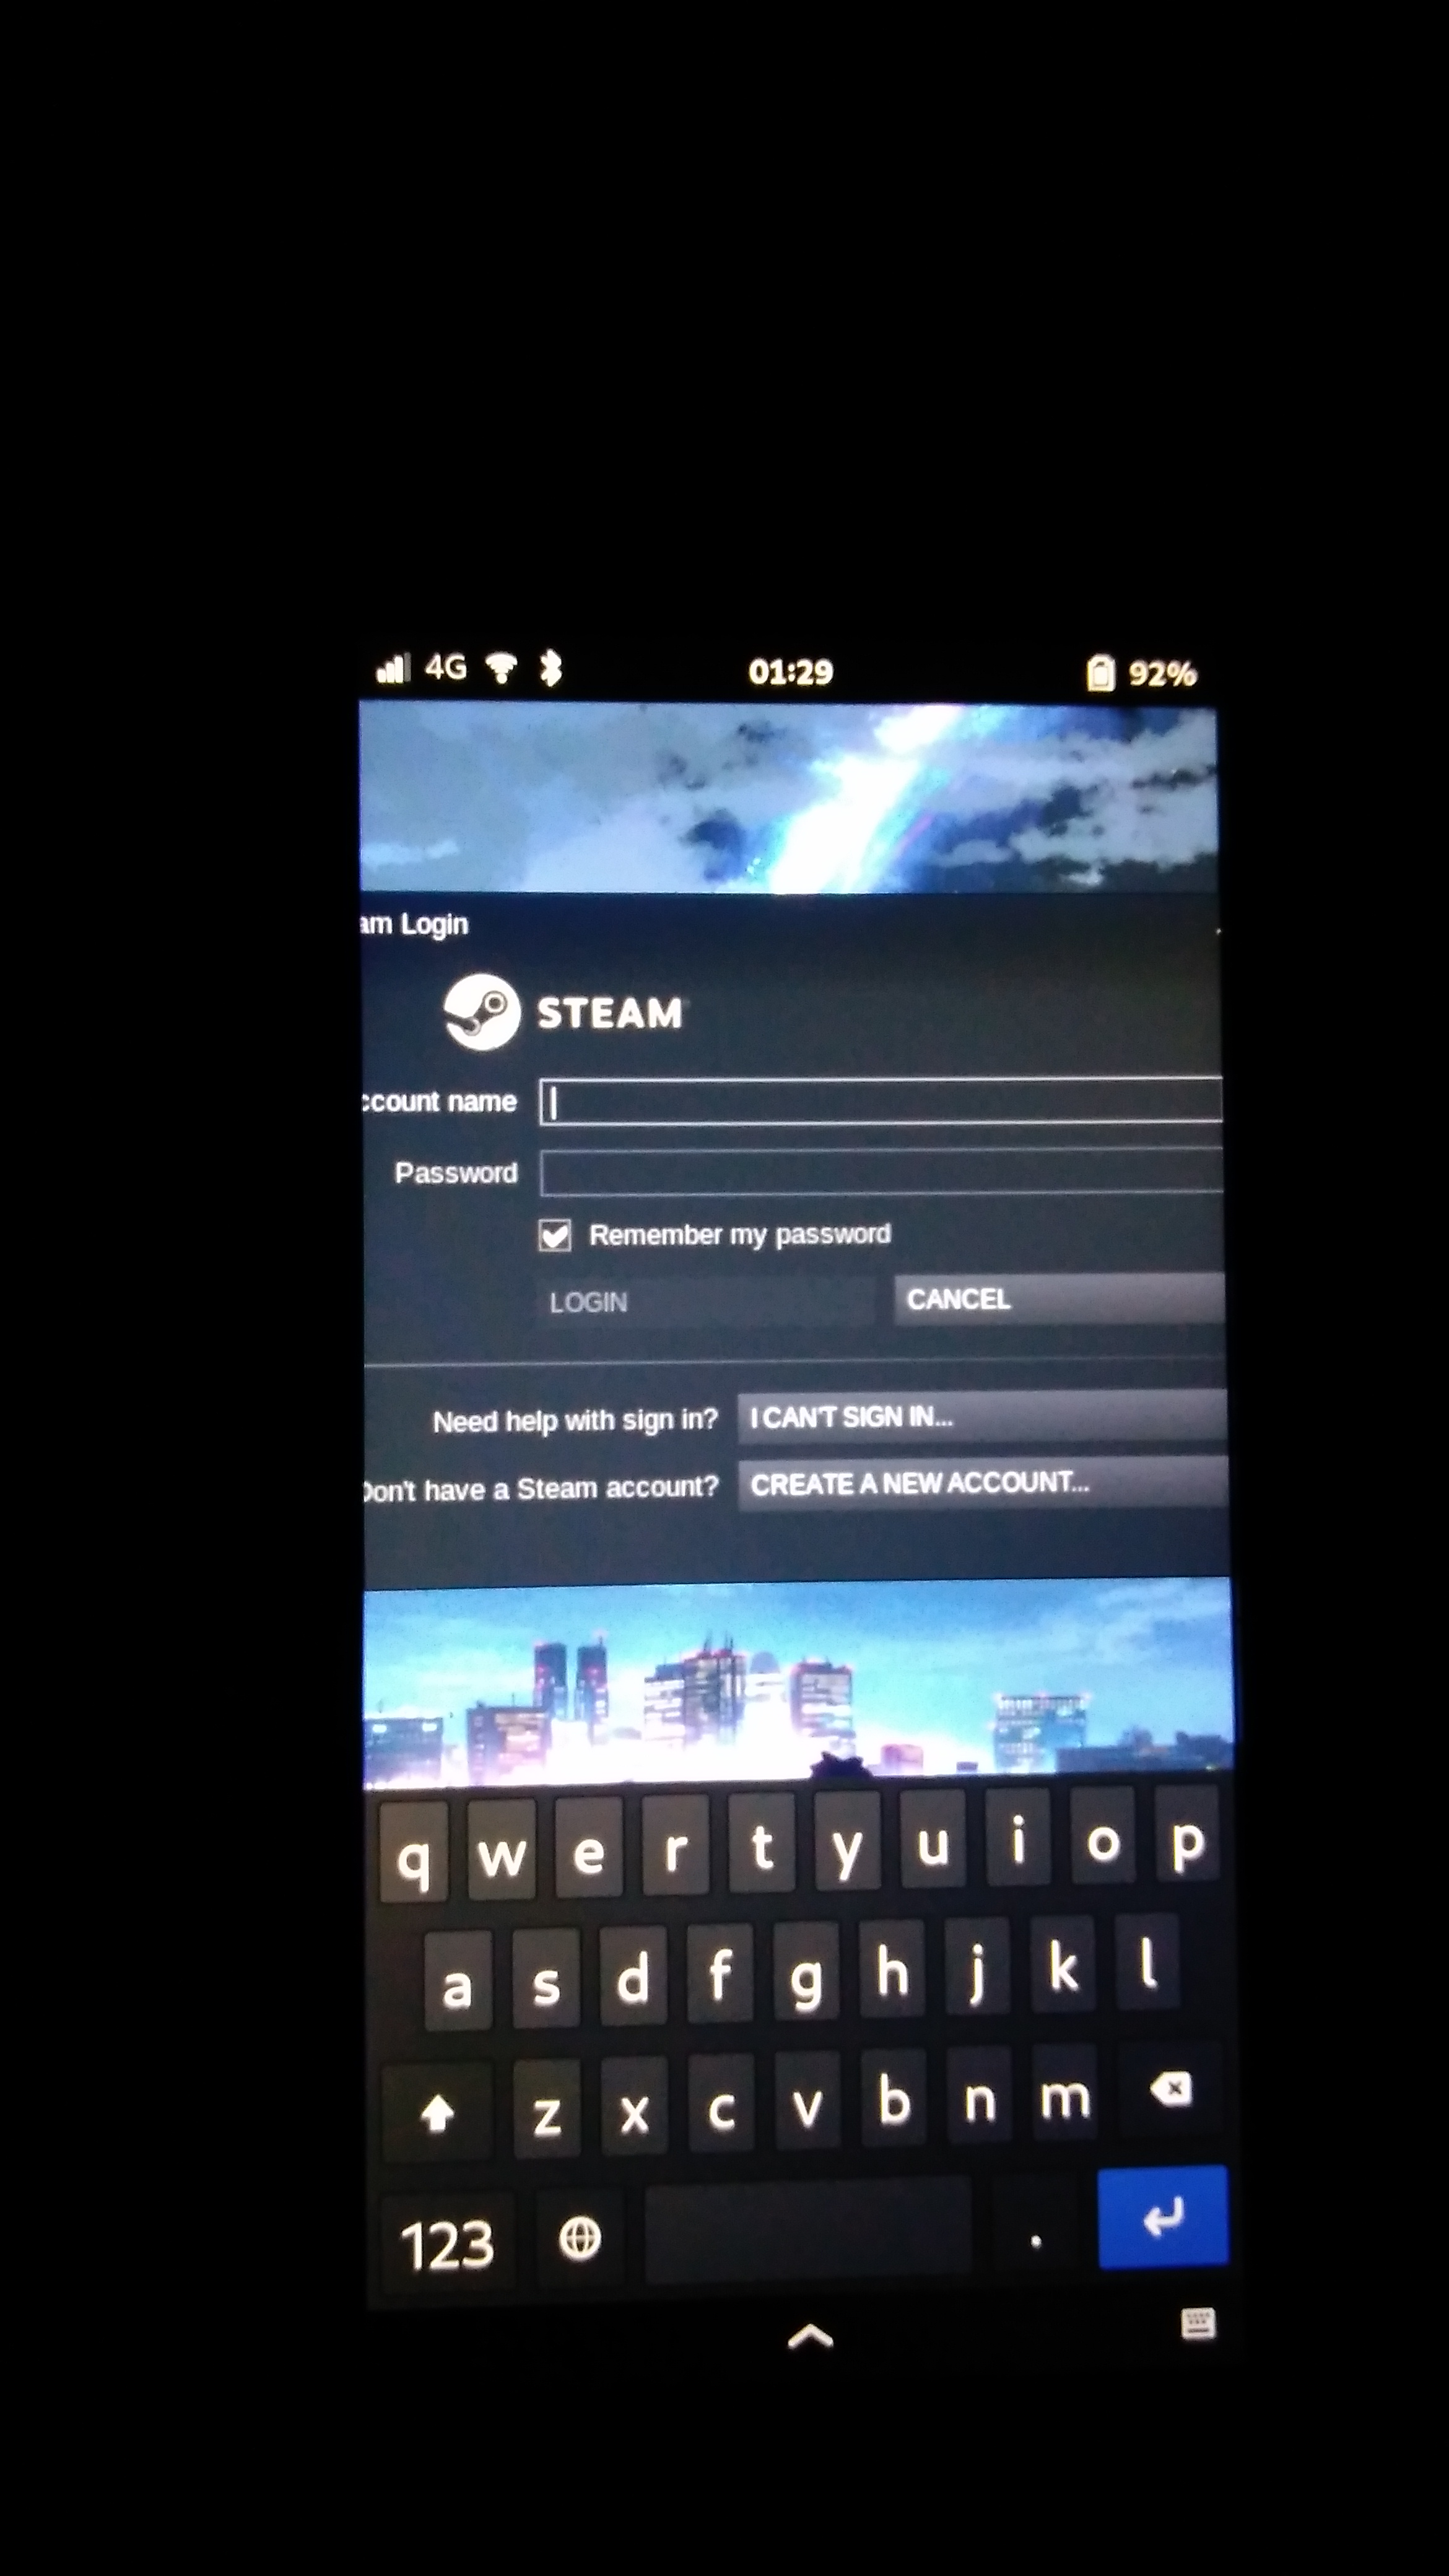 4G 01:29 92%
am Login
STEAM
ccount name
Password
Remember my password
LOGIN CANCEL
Need help with sign in? I CAN'T SIGN IN...
Don't have a Steam account? CREATE A NEW ACCOUNT...
q w e r t y u i o p
a s d f g h j k l
z x c v b n m
123 .